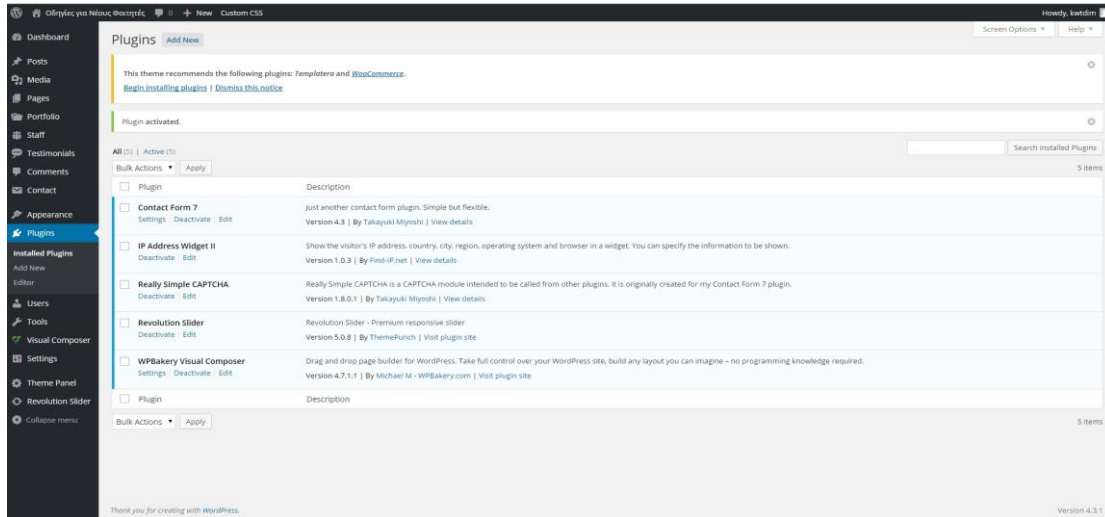 Οδηγίες για Νέους Φοιτητές 0 + New Custom CSS Howdy, kwtdim
Dashboard
Posts
Media
Pages
Portfolio
Staff
Testimonials
Comments
Contact
Appearance
Plugins
Installed Plugins
Add New
Editor
Users
Tools
Visual Composer
Settings
Theme Panel
Revolution Slider
Collapse menu
Screen Options ▼ Help ▼
Plugins Add New
This theme recommends the following plugins: Templatera and WooCommerce.
Begin installing plugins | Dismiss this notice
Plugin activated.
All (5) | Active (5)
Search Installed Plugins
Bulk Actions ▼ Apply
5 items
Plugin Description
Contact Form 7 Just another contact form plugin. Simple but flexible.
Settings | Deactivate | Edit Version 4.3 | By Takayuki Miyoshi | View details
IP Address Widget II Show the visitor's IP address, country, city, region, operating system and browser in a widget. You can specify the information to be shown.
Deactivate | Edit Version 1.0.3 | By Find-IP.net | View details
Really Simple CAPTCHA Really Simple CAPTCHA is a CAPTCHA module intended to be called from other plugins. It is originally created for my Contact Form 7 plugin.
Deactivate | Edit Version 1.8.0.1 | By Takayuki Miyoshi | View details
Revolution Slider Revolution Slider - Premium responsive slider
Deactivate | Edit Version 5.0.8 | By ThemePunch | Visit plugin site
WPBakery Visual Composer Drag and drop page builder for WordPress. Take full control over your WordPress site, build any layout you can imagine – no programming knowledge required.
Settings | Deactivate | Edit Version 4.7.1.1 | By Michael M - WPBakery.com | Visit plugin site
Plugin Description
Bulk Actions ▼ Apply
5 items
Thank you for creating with WordPress.
Version 4.3.1